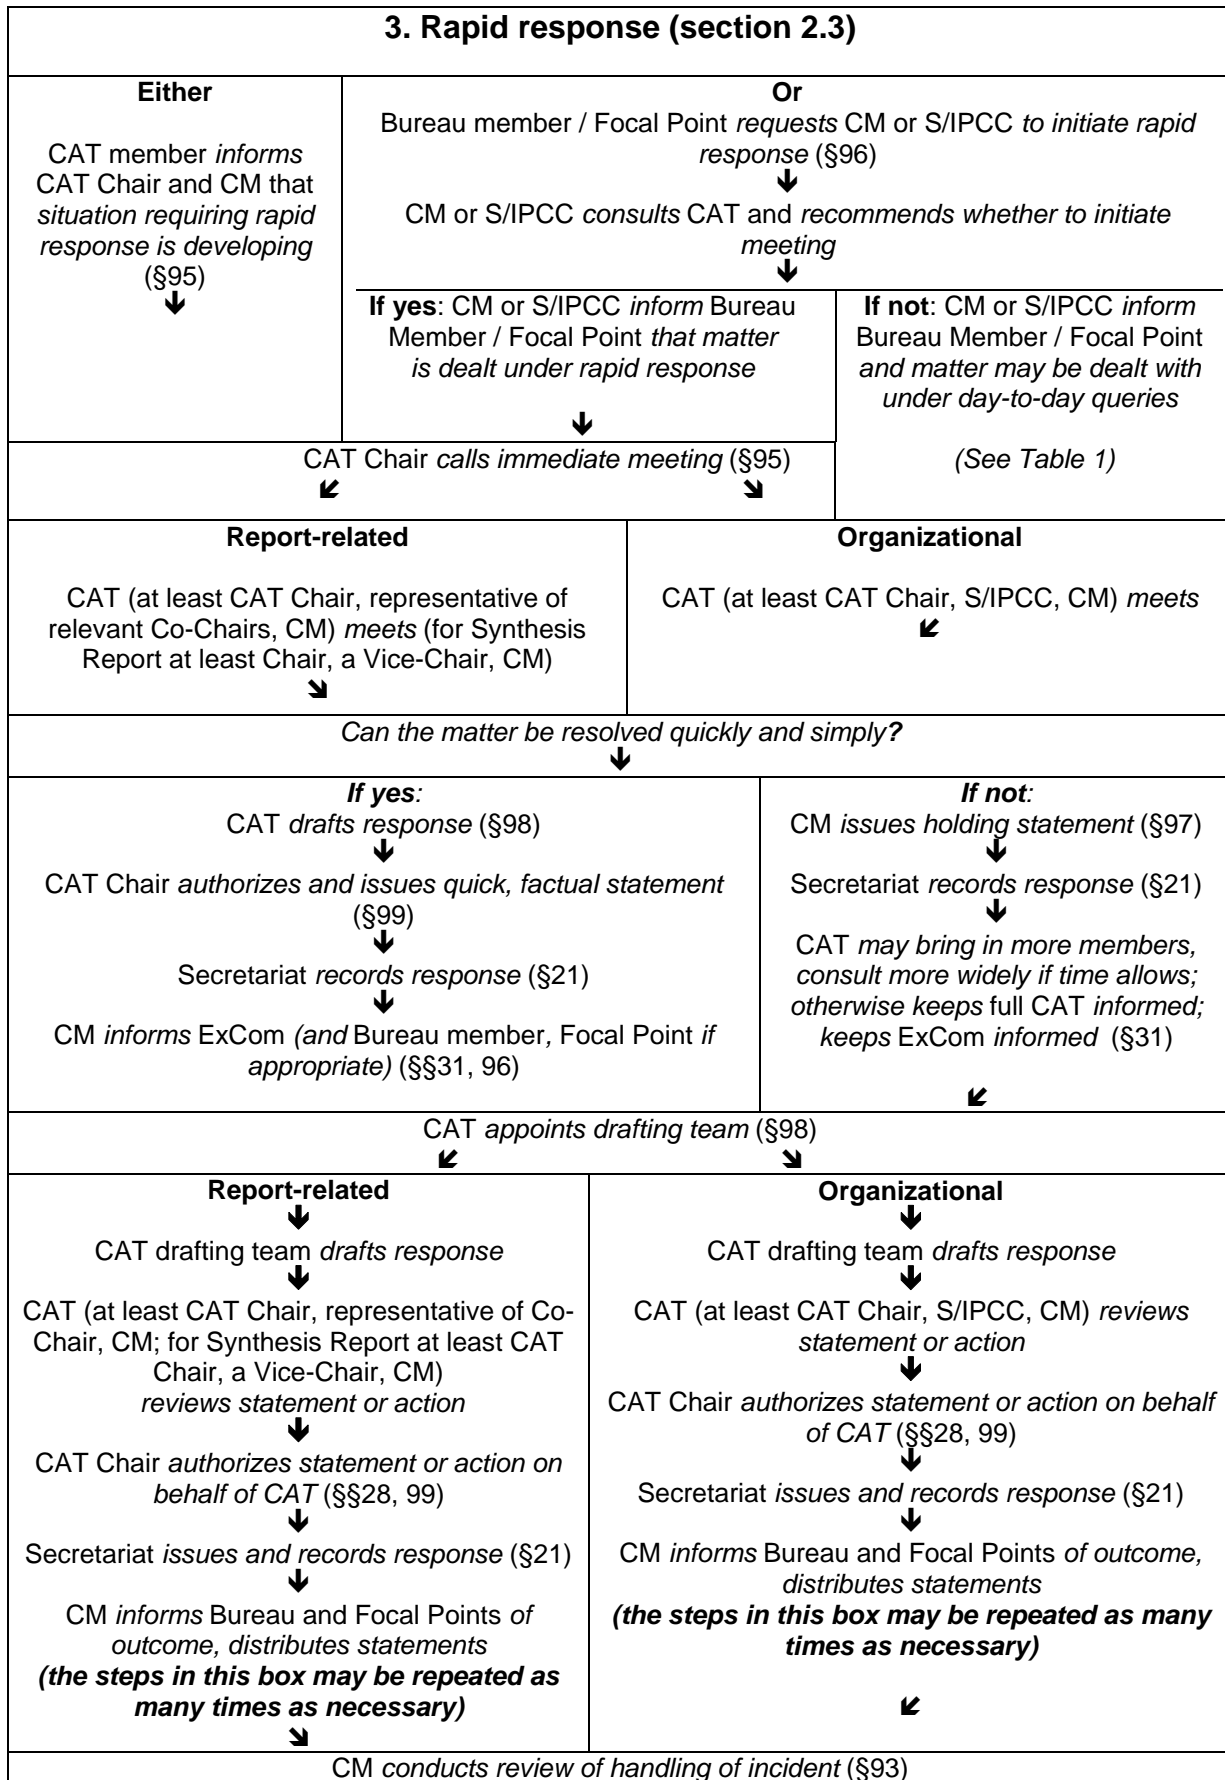 3. Rapid response (section 2.3)
Either
CAT member informs
CAT Chair and CM that
situation requiring rapid
response is developing
(§95)
Or
Bureau member / Focal Point requests CM or S/IPCC to initiate rapid
response (§96)
CM or S/IPCC consults CAT and recommends whether to initiate
meeting
If yes: CM or S/IPCC inform Bureau
Member / Focal Point that matter
is dealt under rapid response
If not: CM or S/IPCC inform
Bureau Member / Focal Point
and matter may be dealt with
under day-to-day queries
(See Table 1)
CAT Chair calls immediate meeting (§95)
Report-related
CAT (at least CAT Chair, representative of
relevant Co-Chairs, CM) meets (for Synthesis
Report at least Chair, a Vice-Chair, CM)
Organizational
CAT (at least CAT Chair, S/IPCC, CM) meets
Can the matter be resolved quickly and simply?
If yes:
CAT drafts response (§98)
CAT Chair authorizes and issues quick, factual statement
(§99)
Secretariat records response (§21)
CM informs ExCom (and Bureau member, Focal Point if
appropriate) (§§31, 96)
If not:
CM issues holding statement (§97)
Secretariat records response (§21)
CAT may bring in more members,
consult more widely if time allows;
otherwise keeps full CAT informed;
keeps ExCom informed (§31)
CAT appoints drafting team (§98)
Report-related
CAT drafting team drafts response
CAT (at least CAT Chair, representative of Co-
Chair, CM; for Synthesis Report at least CAT
Chair, a Vice-Chair, CM)
reviews statement or action
CAT Chair authorizes statement or action on
behalf of CAT (§§28, 99)
Secretariat issues and records response (§21)
CM informs Bureau and Focal Points of
outcome, distributes statements
(the steps in this box may be repeated as
many times as necessary)
Organizational
CAT drafting team drafts response
CAT (at least CAT Chair, S/IPCC, CM) reviews
statement or action
CAT Chair authorizes statement or action on behalf
of CAT (§§28, 99)
Secretariat issues and records response (§21)
CM informs Bureau and Focal Points of outcome,
distributes statements
(the steps in this box may be repeated as many
times as necessary)
CM conducts review of handling of incident (§93)